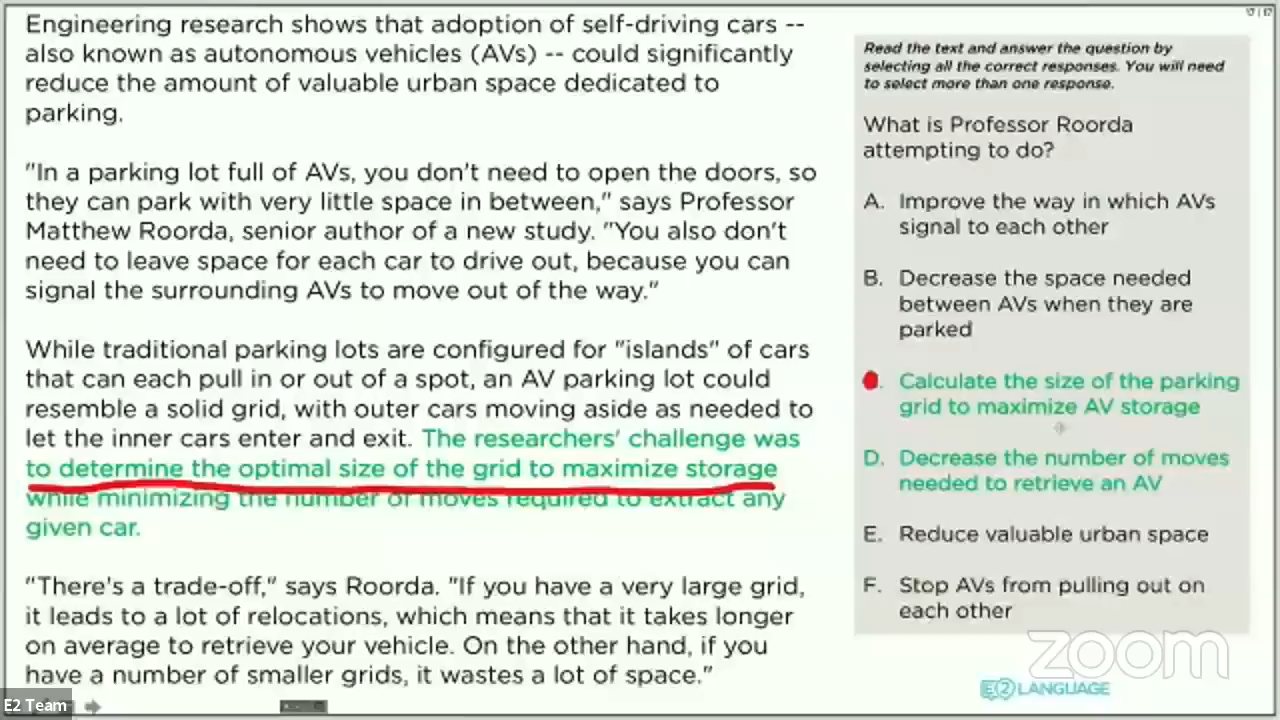 Engineering research shows that adoption of self-driving cars --
also known as autonomous vehicles (AVs) -- could significantly
reduce the amount of valuable urban space dedicated to
parking.
"In a parking lot full of AVs, you don't need to open the doors, so
they can park with very little space in between," says Professor
Matthew Roorda, senior author of a new study. "You also don't
need to leave space for each car to drive out, because you can
signal the surrounding AVs to move out of the way."
While traditional parking lots are configured for "islands" of cars
that can each pull in or out of a spot, an AV parking lot could
resemble a solid grid, with outer cars moving aside as needed to
let the inner cars enter and exit. The researchers' challenge was
to determine the optimal size of the grid to maximize storage
while minimizing the number of moves required to extract any
given car.
"There's a trade-off," says Roorda. "If you have a very large grid,
it leads to a lot of relocations, which means that it takes longer
on average to retrieve your vehicle. On the other hand, if you
have a number of smaller grids, it wastes a lot of space."
E2 Team
17 | 17
Read the text and answer the question by
selecting all the correct responses. You will need
to select more than one response.
What is Professor Roorda
attempting to do?
A. Improve the way in which AVs
signal to each other
B. Decrease the space needed
between AVs when they are
parked
Calculate the size of the parking
grid to maximize AV storage
D. Decrease the number of moves
needed to retrieve an AV
E. Reduce valuable urban space
F. Stop AVs from pulling out on
each other
zoom
E2 LANGUAGE